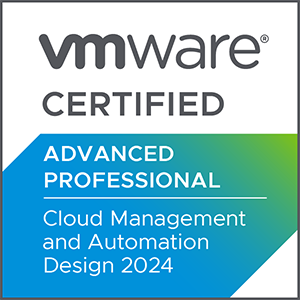 vmware®
CERTIFIED
ADVANCED
PROFESSIONAL
Cloud Management
and Automation
Design 2024